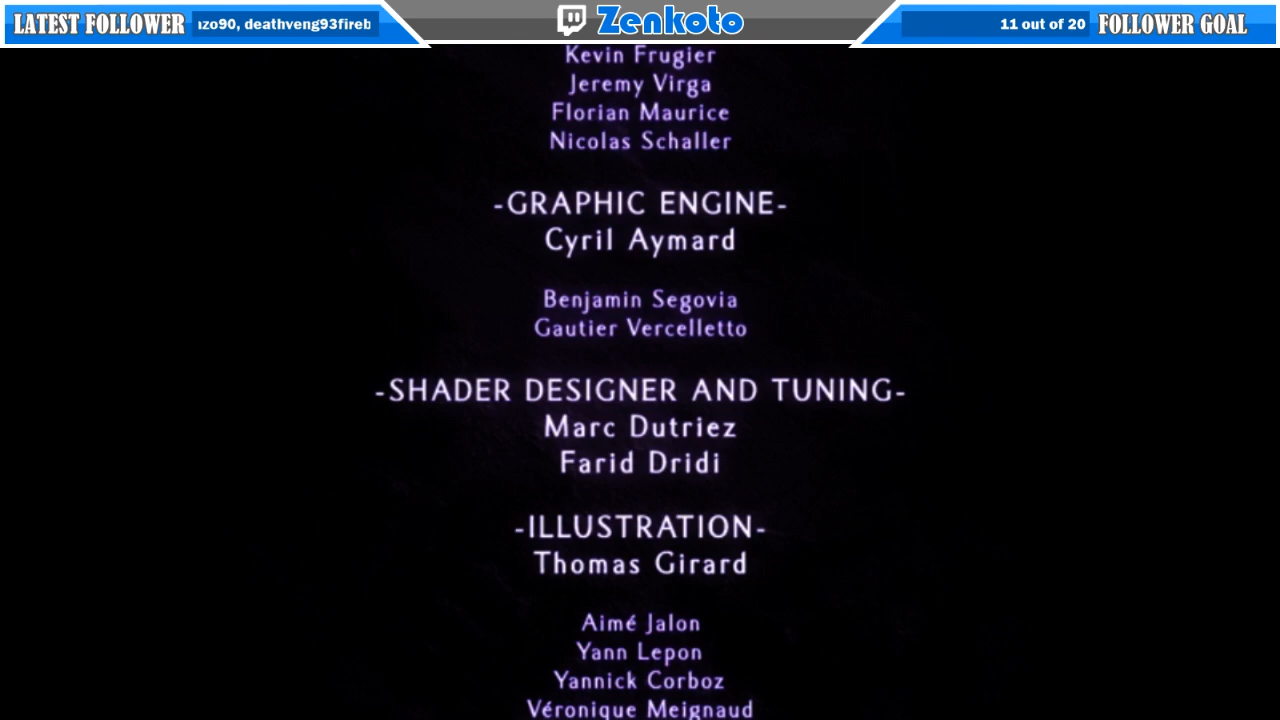 LATEST FOLLOWER
deathveng93fireb
Zenkoto
11 out of 20 FOLLOWER GOAL
Kevin Frugier
Jeremy Virga
Florian Maurice
Nicolas Schaller
-GRAPHIC ENGINE-
Cyril Aymard
Benjamin Segovia
Gautier Vercelletto
-SHADER DESIGNER AND TUNING-
Marc Dutriez
Farid Dridi
-ILLUSTRATION-
Thomas Girard
Aimé Jalon
Yann Lepon
Yannick Corboz
Véronique Meignaud